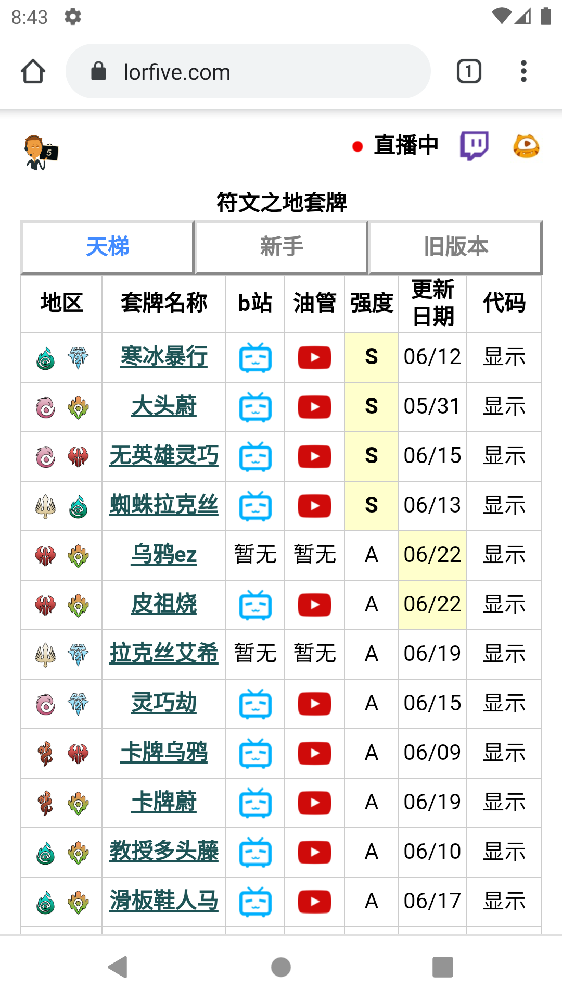 8:43
lorfive.com
1
5
直播中
符文之地套牌
天梯 新手 旧版本
地区 套牌名称 b站 油管 强度 更新日期 代码
寒冰暴行 S 06/12 显示
大头蔚 S 05/31 显示
无英雄灵巧 S 06/15 显示
蜘蛛拉克丝 S 06/13 显示
乌鸦ez 暂无 暂无 A 06/22 显示
皮祖烧 A 06/22 显示
拉克丝艾希 暂无 暂无 A 06/19 显示
灵巧劫 A 06/15 显示
卡牌乌鸦 A 06/09 显示
卡牌蔚 A 06/19 显示
教授多头藤 A 06/10 显示
滑板鞋人马 A 06/17 显示